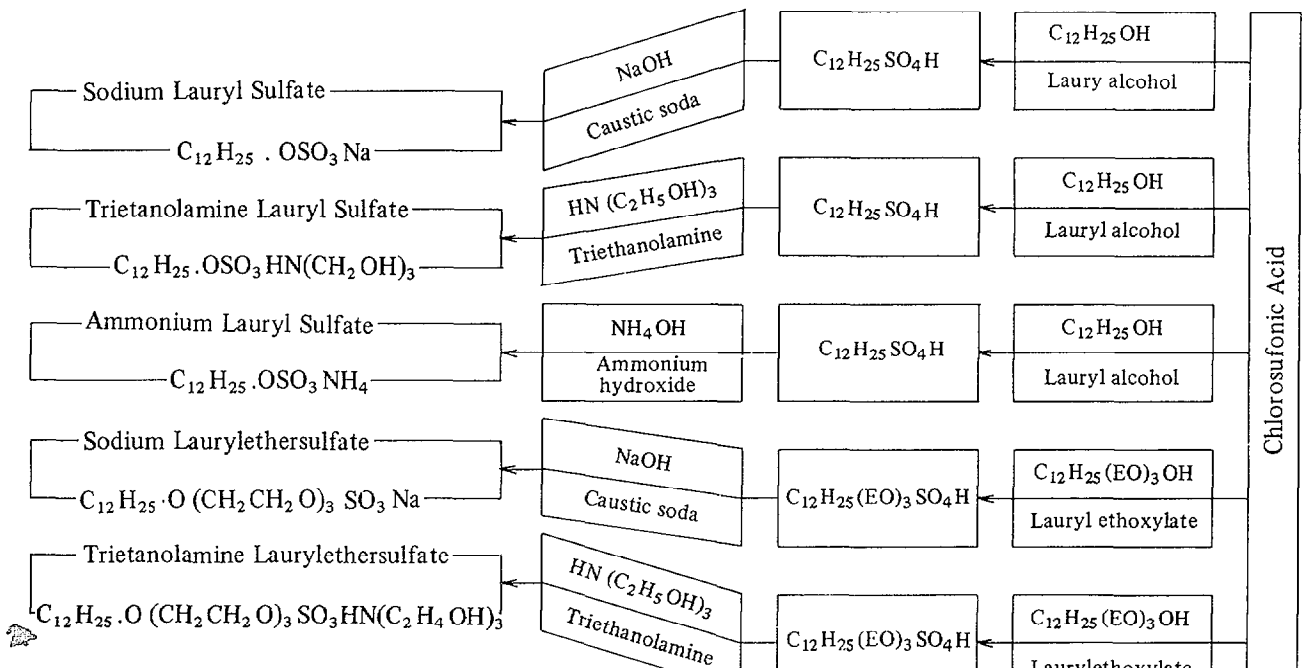 C12H25OH
NaOH
C12H25SO4H
Laury alcohol
Sodium Lauryl Sulfate
Caustic soda
C12H25 . OSO3Na
C12H25OH
HN (C2H5OH)3
C12H25SO4H
Trietanolamine Lauryl Sulfate
Lauryl alcohol
Triethanolamine
C12H25.OSO3HN(CH2OH)3
Ammonium Lauryl Sulfate
NH4OH
C12H25OH
C12H25SO4H
Ammonium
hydroxide
Lauryl alcohol
C12H25.OSO3NH4
Sodium Laurylethersulfate
NaOH
C12H25(EO)3OH
C12H25·O (CH2CH2O)3 SO3Na
Caustic soda
C12H25(EO)3SO4H
Lauryl ethoxylate
Trietanolamine Laurylethersulfate
HN (C2H5OH)3
C12H25.O (CH2CH2O)3 SO3HN(C2H4OH)3
Triethanolamine
C12H25(EO)3SO4H
C12H25(EO)3OH
Laurylethoxylate
Chlorosufonic Acid